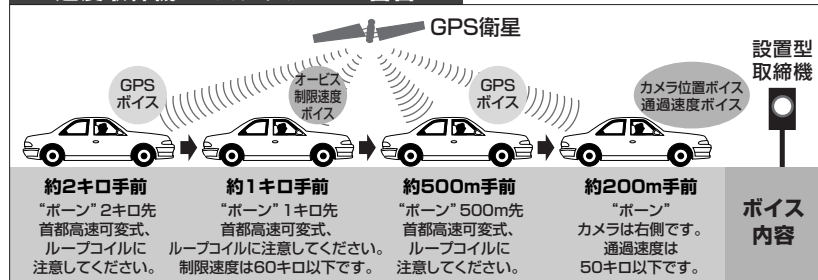 GPS衛星
設置型
取締機
GPS
ボイス
オービス
制限速度
ボイス
GPS
ボイス
カメラ位置ボイス
通過速度ボイス
約2キロ手前
“ポーン” 2キロ先
首都高速可変式、
ループコイルに
注意してください。
約1キロ手前
“ポーン” 1キロ先
首都高速可変式、
ループコイルに注意してください。
制限速度は60キロ以下です。
約500m手前
“ポーン” 500m先
首都高速可変式、
ループコイルに
注意してください。
約200m手前
“ポーン”
カメラは右側です。
通過速度は
50キロ以下です。
ボイス
内容